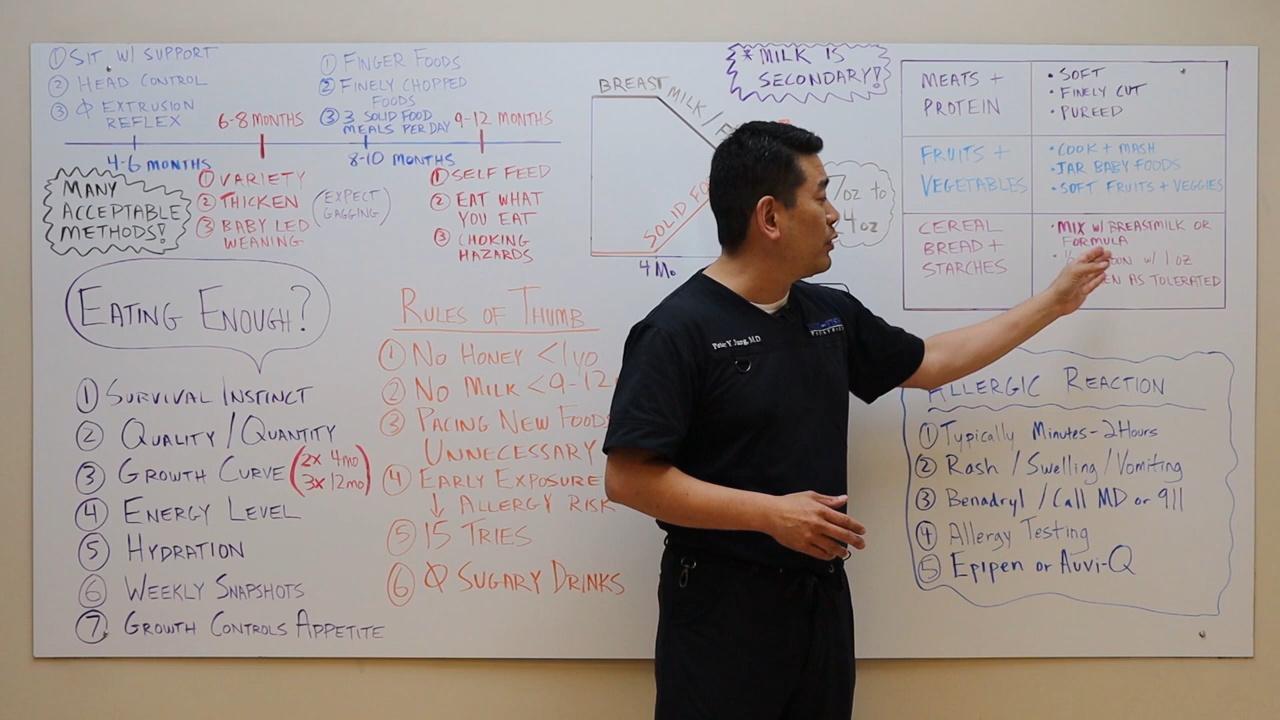 ① SIT W/ SUPPORT
② HEAD CONTROL
③ Ф EXTRUSION
REFLEX
4-6 MONTHS
6-8 MONTHS
① VARIETY
② THICKEN
③ BABY LED
WEANING
(EXPECT
GAGGING)
① FINGER FOODS
② FINELY CHOPPED
FOODS
③ 3 SOLID FOOD
MEALS PER DAY
8-10 MONTHS
9-12 MONTHS
① SELF FEED
② EAT WHAT
YOU EAT
③ CHOKING
HAZARDS
MANY
ACCEPTABLE
METHODS!
BREAST MILK / F
SOLID FO
4 Mo
* MILK IS
SECONDARY!
oz to
4oz
MEATS +
PROTEIN
• SOFT
• FINELY CUT
• PUREED
FRUITS +
VEGETABLES
• COOK + MASH
• JAR BABY FOODS
• SOFT FRUITS + VEGGIES
CEREAL
BREAD +
STARCHES
• MIX W/ BREASTMILK OR
FORMULA
W/ 1 OZ
AS TOLERATED
EATING ENOUGH?
① SURVIVAL INSTINCT
② QUALITY / QUANTITY
③ GROWTH CURVE (2x 4mo
3x 12mo)
④ ENERGY LEVEL
⑤ HYDRATION
⑥ WEEKLY SNAPSHOTS
⑦ GROWTH CONTROLS APPETITE
RULES OF THUMB
① NO HONEY <1yo
② NO MILK <9-12
③ PACING NEW FOODS
UNNECESSARY
④ EARLY EXPOSURE
↓ ALLERGY RISK
⑤ 15 TRIES
⑥ Ф SUGARY DRINKS
Peter Y Jung, MD
ALLERGIC REACTION
① Typically Minutes-2Hours
② Rash / Swelling / Vomiting
③ Benadryl / Call MD or 911
④ Allergy Testing
⑤ Epipen or Auvi-Q